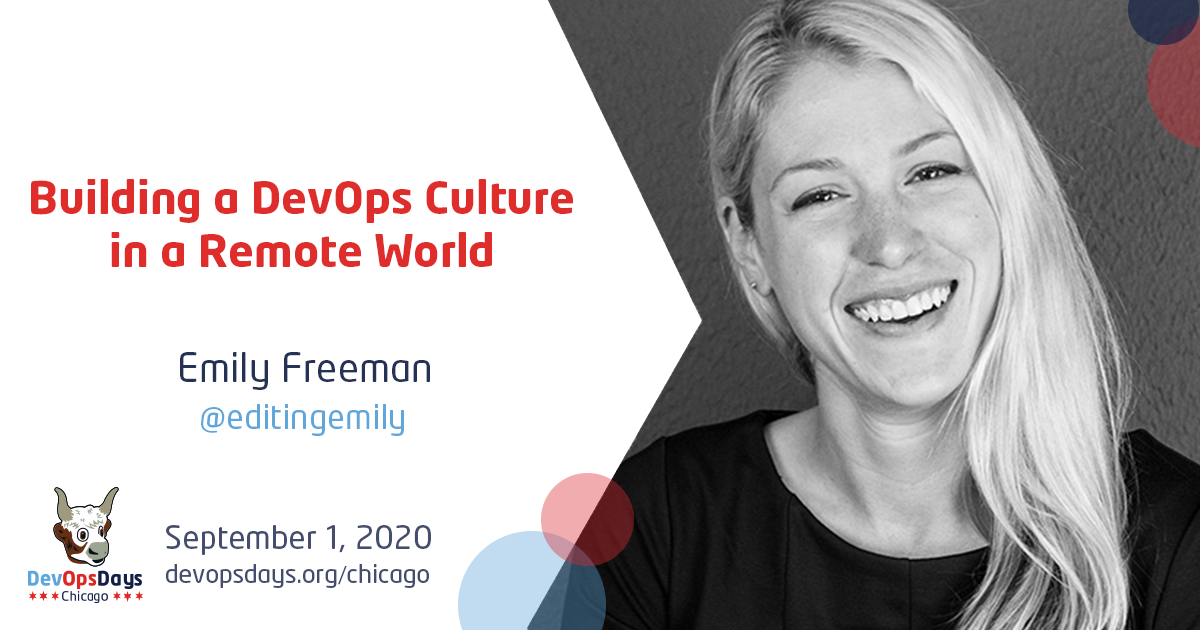 Building a DevOps Culture
in a Remote World
Emily Freeman
@editingemily
DevOpsDays
Chicago
September 1, 2020
devopsdays.org/chicago